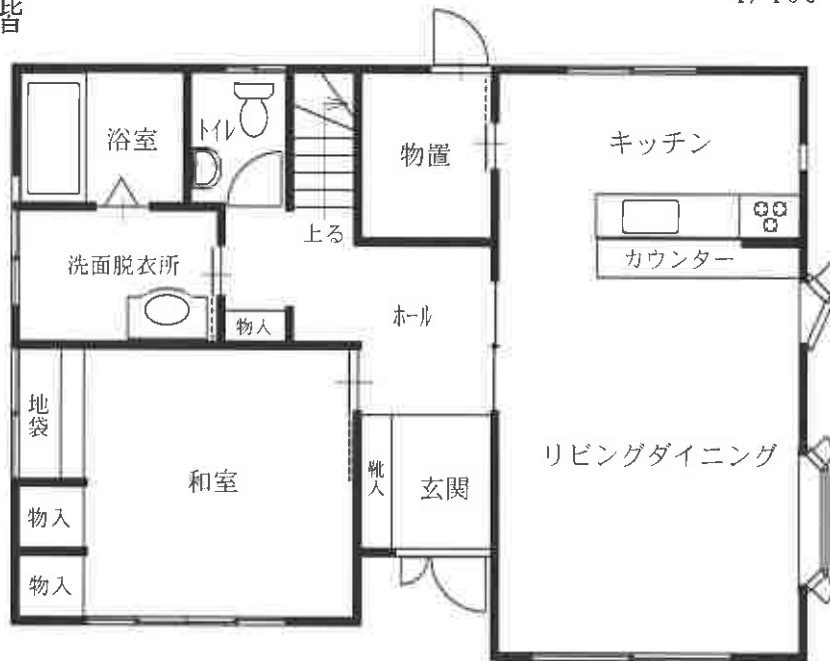 階
浴室
トイレ
物置
キッチン
上る
カウンター
洗面脱衣所
物入
ホール
地袋
和室
靴入
玄関
リビングダイニング
物入
物入